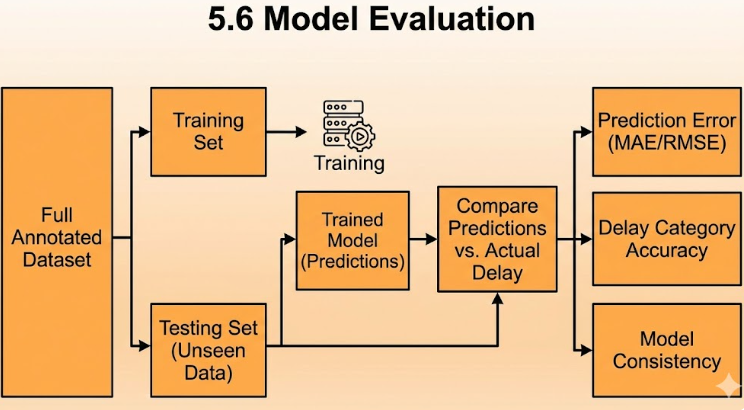 5.6 Model Evaluation
Full
Annotated
Dataset
Training
Set
Training
Testing Set
(Unseen
Data)
Trained
Model
(Predictions)
Compare
Predictions
vs. Actual
Delay
Prediction Error
(MAE/RMSE)
Delay Category
Accuracy
Model
Consistency